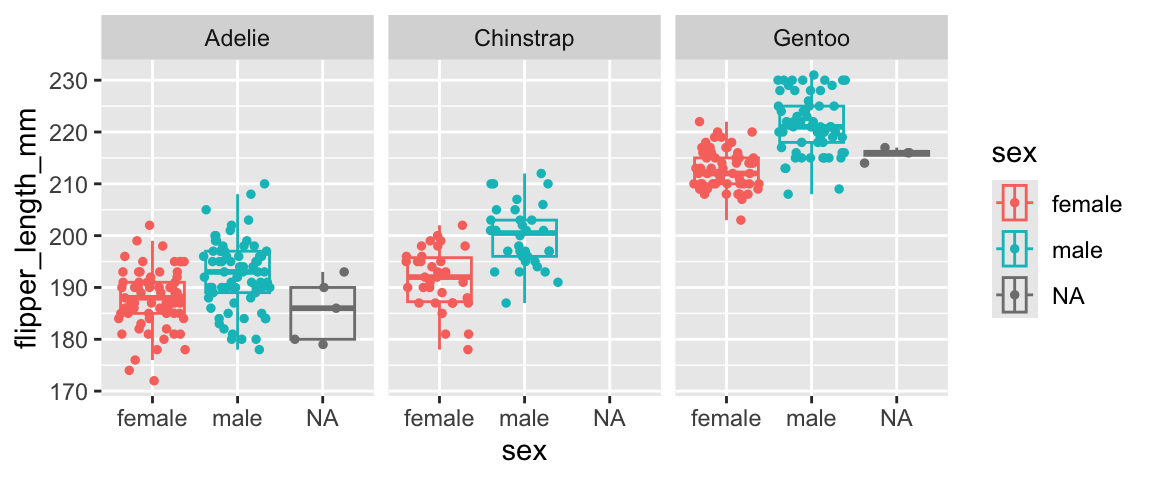 Adelie Chinstrap Gentoo
flipper_length_mm
230
220
210
200
190
180
170
female male NA female male NA female male NA
sex
sex
female
male
NA